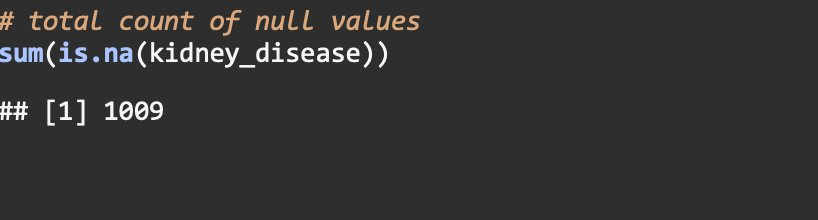 # total count of null values
sum(is.na(kidney_disease))
## [1] 1009